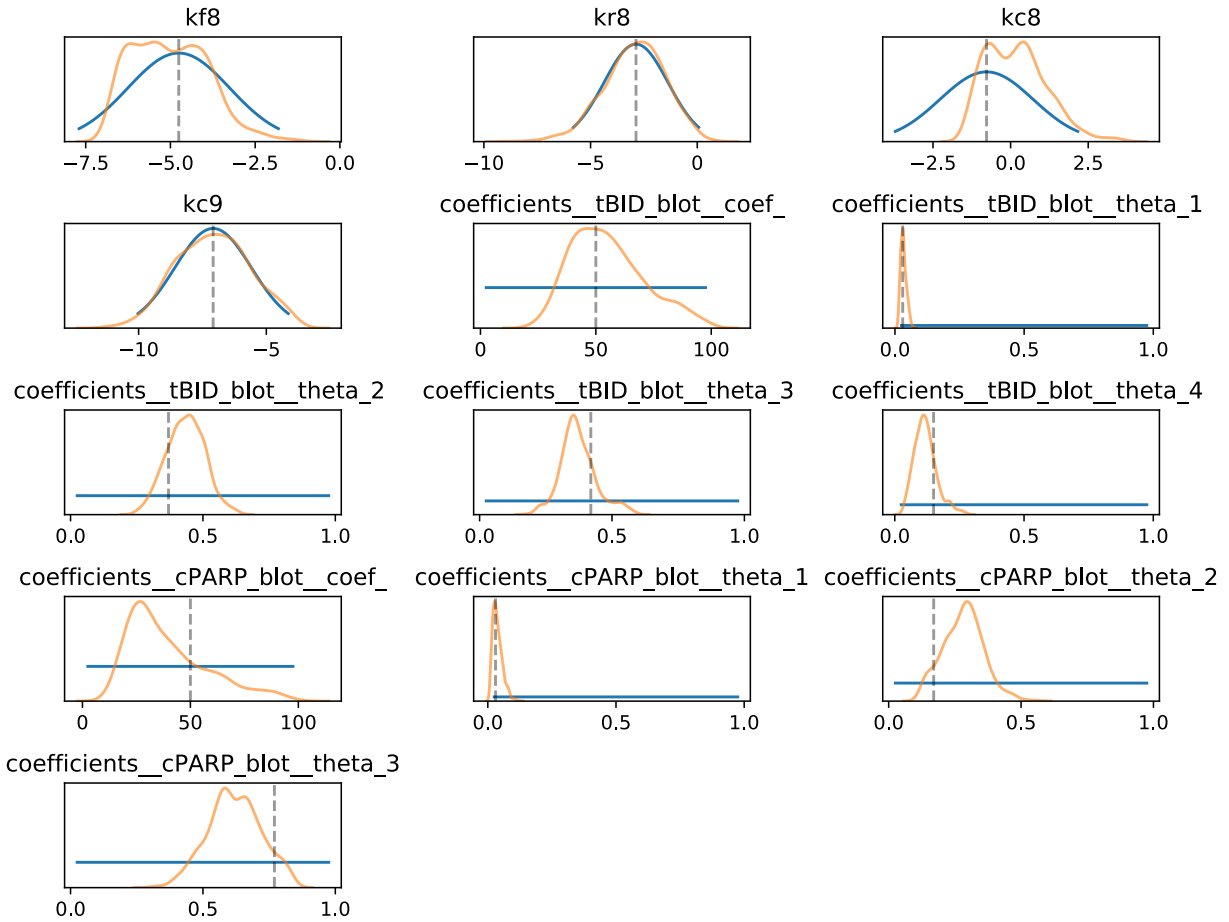 kf8 kr8 kc8
−7.5 −5.0 −2.5 0.0 −10 −5 0 −2.5 0.0 2.5
kc9 coefficients__tBID_blot__coef_ coefficients__tBID_blot__theta_1
−10 −5 0 50 100 0.0 0.5 1.0
coefficients__tBID_blot__theta_2 coefficients__tBID_blot__theta_3 coefficients__tBID_blot__theta_4
0.0 0.5 1.0 0.0 0.5 1.0 0.0 0.5 1.0
coefficients__cPARP_blot__coef_ coefficients__cPARP_blot__theta_1 coefficients__cPARP_blot__theta_2
0 50 100 0.0 0.5 1.0 0.0 0.5 1.0
coefficients__cPARP_blot__theta_3
0.0 0.5 1.0